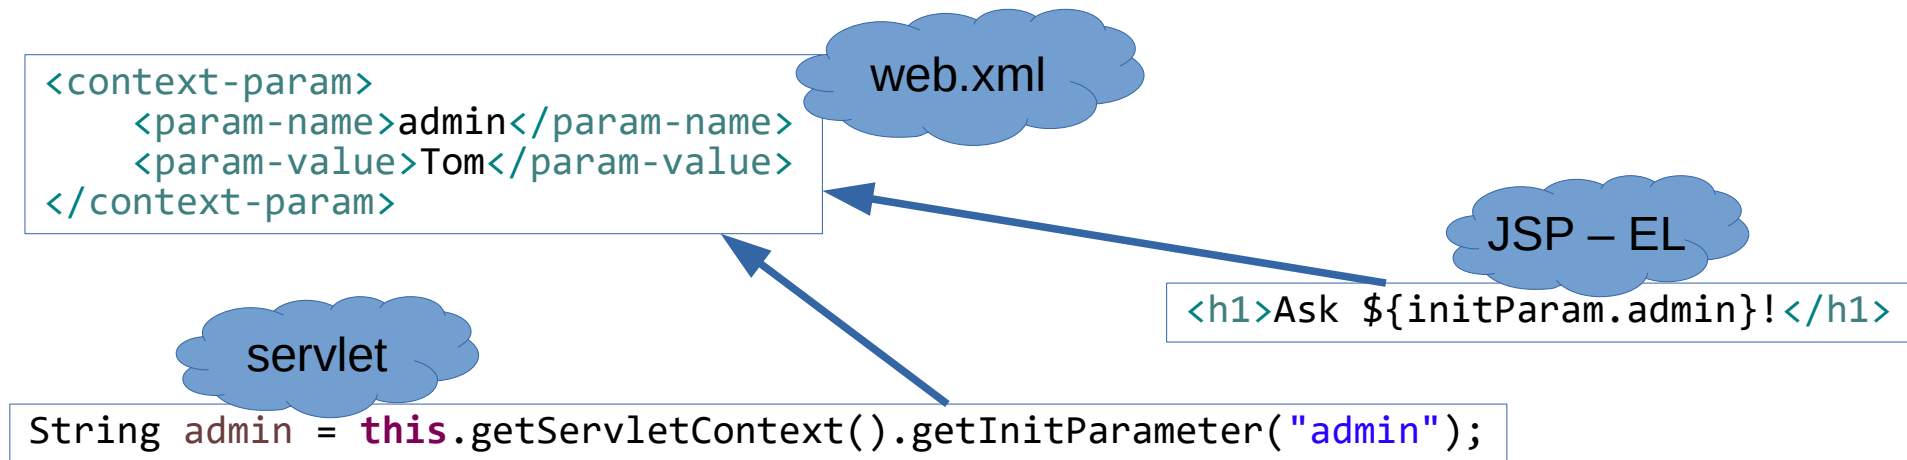 web.xml
<context-param>
    <param-name>admin</param-name>
    <param-value>Tom</param-value>
</context-param>
JSP – EL
<h1>Ask ${initParam.admin}!</h1>
servlet
String admin = this.getServletContext().getInitParameter("admin");